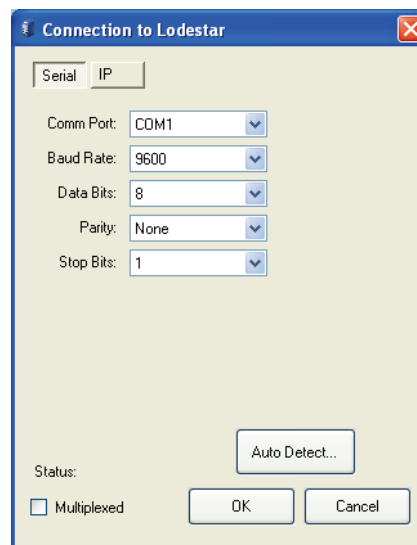 Connection to Lodestar
Serial IP
Comm Port: COM1
Baud Rate: 9600
Data Bits: 8
Parity: None
Stop Bits: 1
Auto Detect...
Status:
Multiplexed OK Cancel